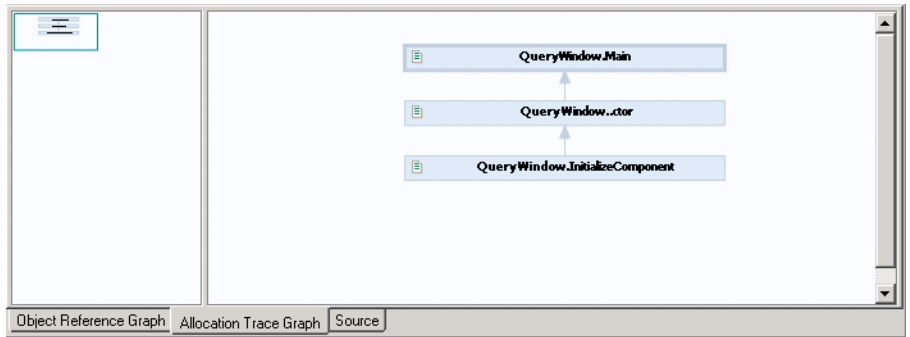 QueryWindow.Main
QueryWindow..ctor
QueryWindow.InitializeComponent
Object Reference Graph Allocation Trace Graph Source